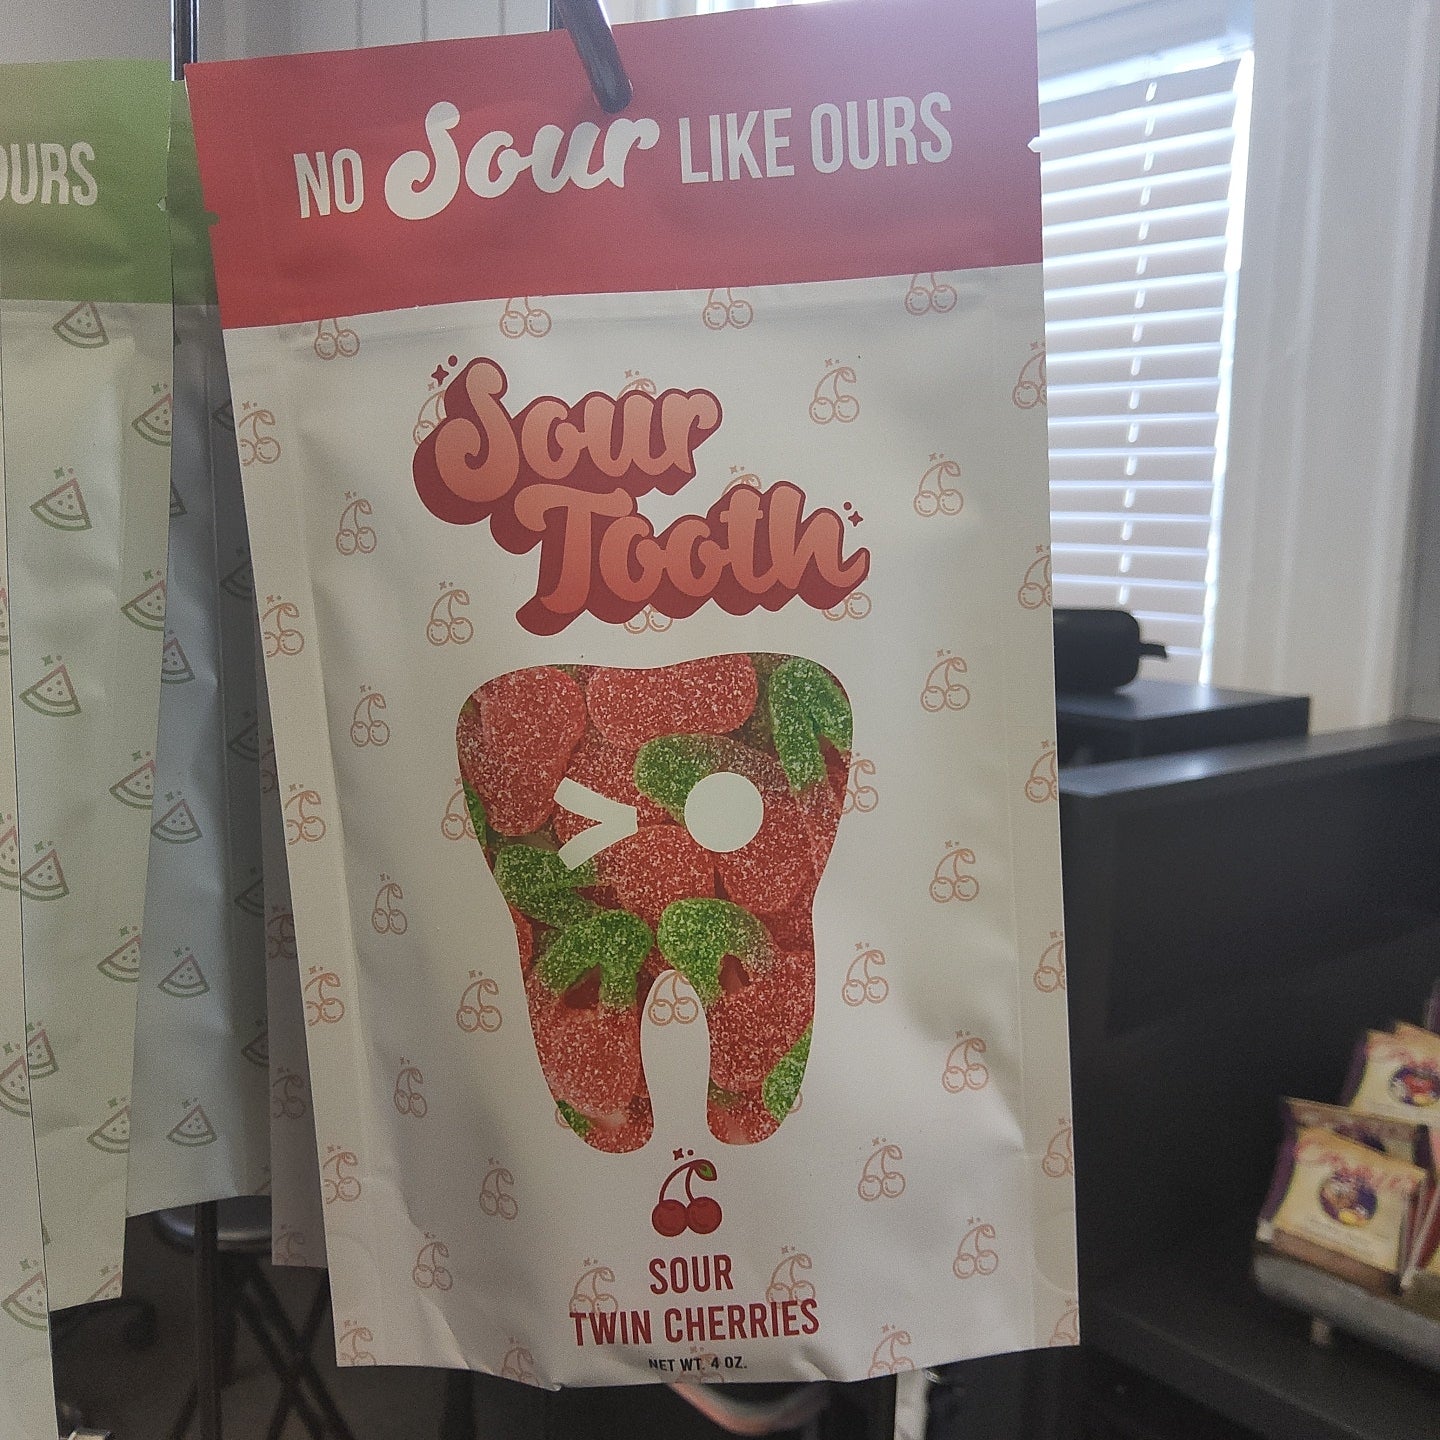 NO Sour LIKE OURS
OURS
Sour
Tooth
SOUR
TWIN CHERRIES
NET WT. 4 OZ.